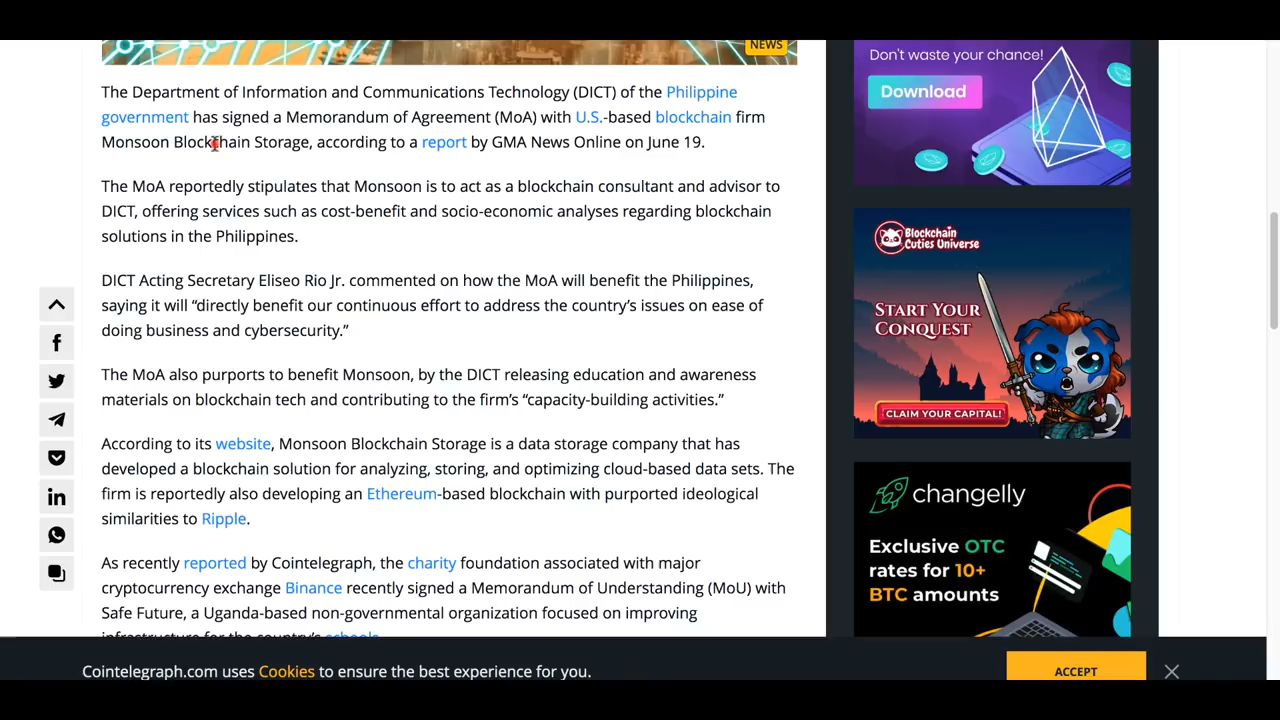 NEWS
The Department of Information and Communications Technology (DICT) of the Philippine
government has signed a Memorandum of Agreement (MoA) with U.S.-based blockchain firm
Monsoon Blockchain Storage, according to a report by GMA News Online on June 19.
The MoA reportedly stipulates that Monsoon is to act as a blockchain consultant and advisor to
DICT, offering services such as cost-benefit and socio-economic analyses regarding blockchain
solutions in the Philippines.
DICT Acting Secretary Eliseo Rio Jr. commented on how the MoA will benefit the Philippines,
saying it will “directly benefit our continuous effort to address the country’s issues on ease of
doing business and cybersecurity.”
The MoA also purports to benefit Monsoon, by the DICT releasing education and awareness
materials on blockchain tech and contributing to the firm’s “capacity-building activities.”
According to its website, Monsoon Blockchain Storage is a data storage company that has
developed a blockchain solution for analyzing, storing, and optimizing cloud-based data sets. The
firm is reportedly also developing an Ethereum-based blockchain with purported ideological
similarities to Ripple.
As recently reported by Cointelegraph, the charity foundation associated with major
cryptocurrency exchange Binance recently signed a Memorandum of Understanding (MoU) with
Safe Future, a Uganda-based non-governmental organization focused on improving
infrastructure for the country’s schools.
Don't waste your chance!
Download
Blockchain
Cuties Universe
START YOUR
CONQUEST
CLAIM YOUR CAPITAL!
changelly
Exclusive OTC
rates for 10+
BTC amounts
Cointelegraph.com uses Cookies to ensure the best experience for you.
ACCEPT